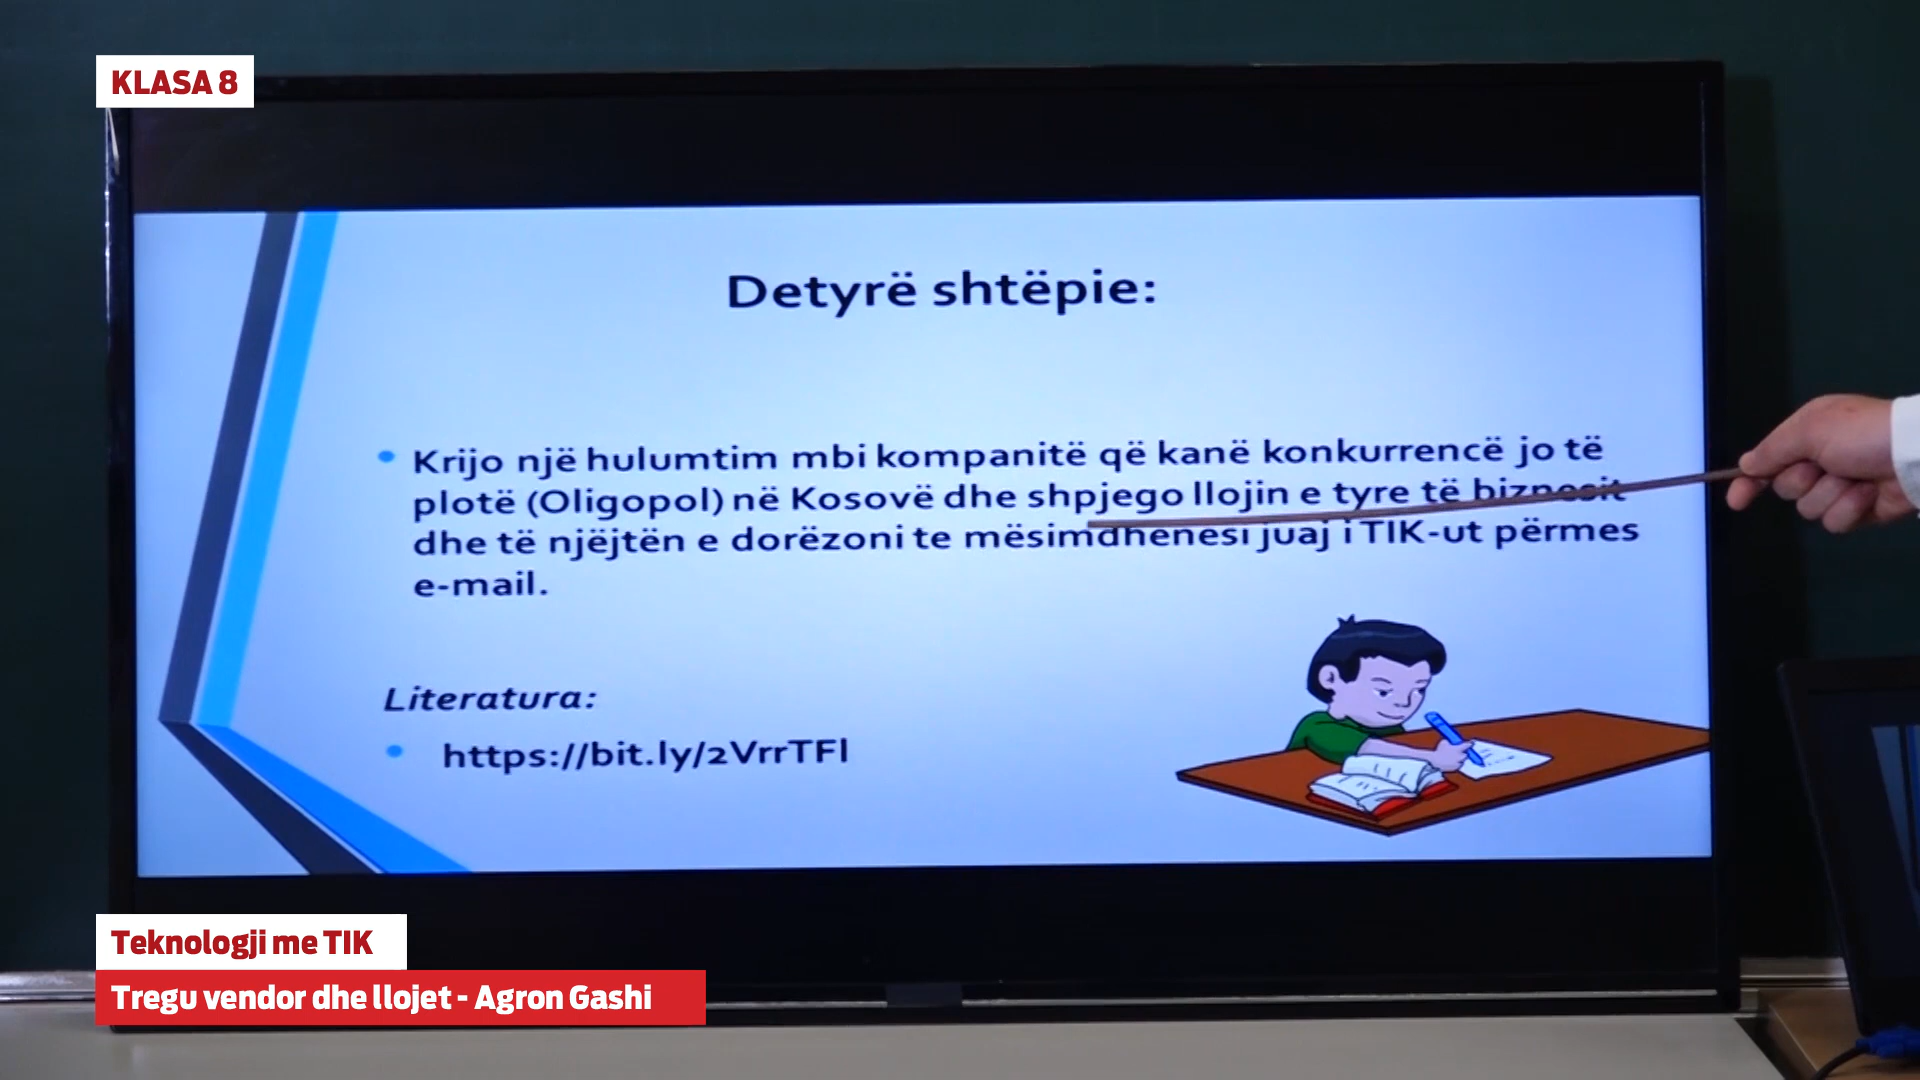 KLASA 8
Detyrë shtëpie:
• Krijo një hulumtim mbi kompanitë që kanë konkurrencë jo të
plotë (Oligopol) në Kosovë dhe shpjego llojin e tyre të biznesit
dhe të njëjtën e dorëzoni te mësimdhënësi juaj i TIK-ut përmes
e-mail.
Literatura:
• https://bit.ly/2VrrTFl
Teknologji me TIK
Tregu vendor dhe llojet - Agron Gashi